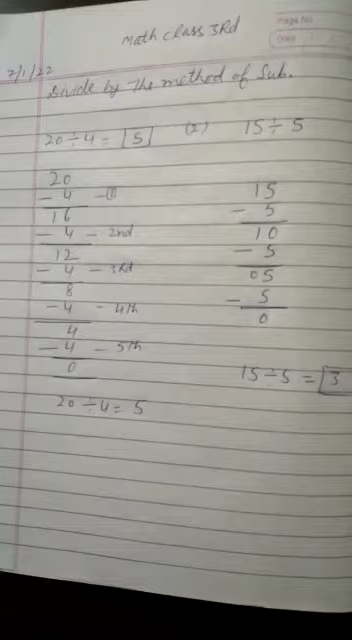 Math class 3Rd
Page No
Date
7/1/22
Divide by The method of Sub.
20 ÷ 4 = 5
20
- 4 - ①
16
- 4 - 2nd
12
- 4 - 3Rd
8
- 4 - 4th
4
- 4 - 5th
0
20 ÷ 4 = 5
(2) 15 ÷ 5
15
- 5
10
- 5
05
- 5
0
15 ÷ 5 = 3